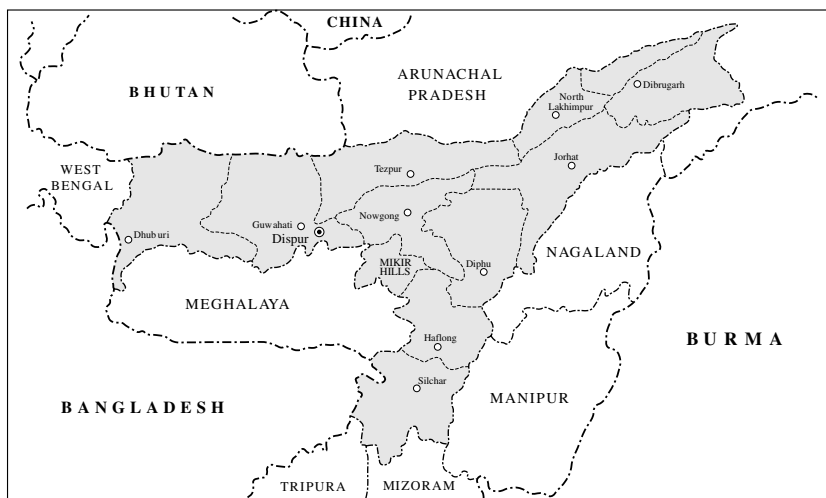 CHINA
BHUTAN
ARUNACHAL
PRADESH
North
Lakhimpur
Dibrugarh
WEST
BENGAL
Tezpur
Jorhat
Dhuburi
Guwahati
Dispur
Nowgong
NAGALAND
MIKIR
HILLS
Diphu
MEGHALAYA
BURMA
Haflong
Silchar
BANGLADESH
MANIPUR
TRIPURA
MIZORAM